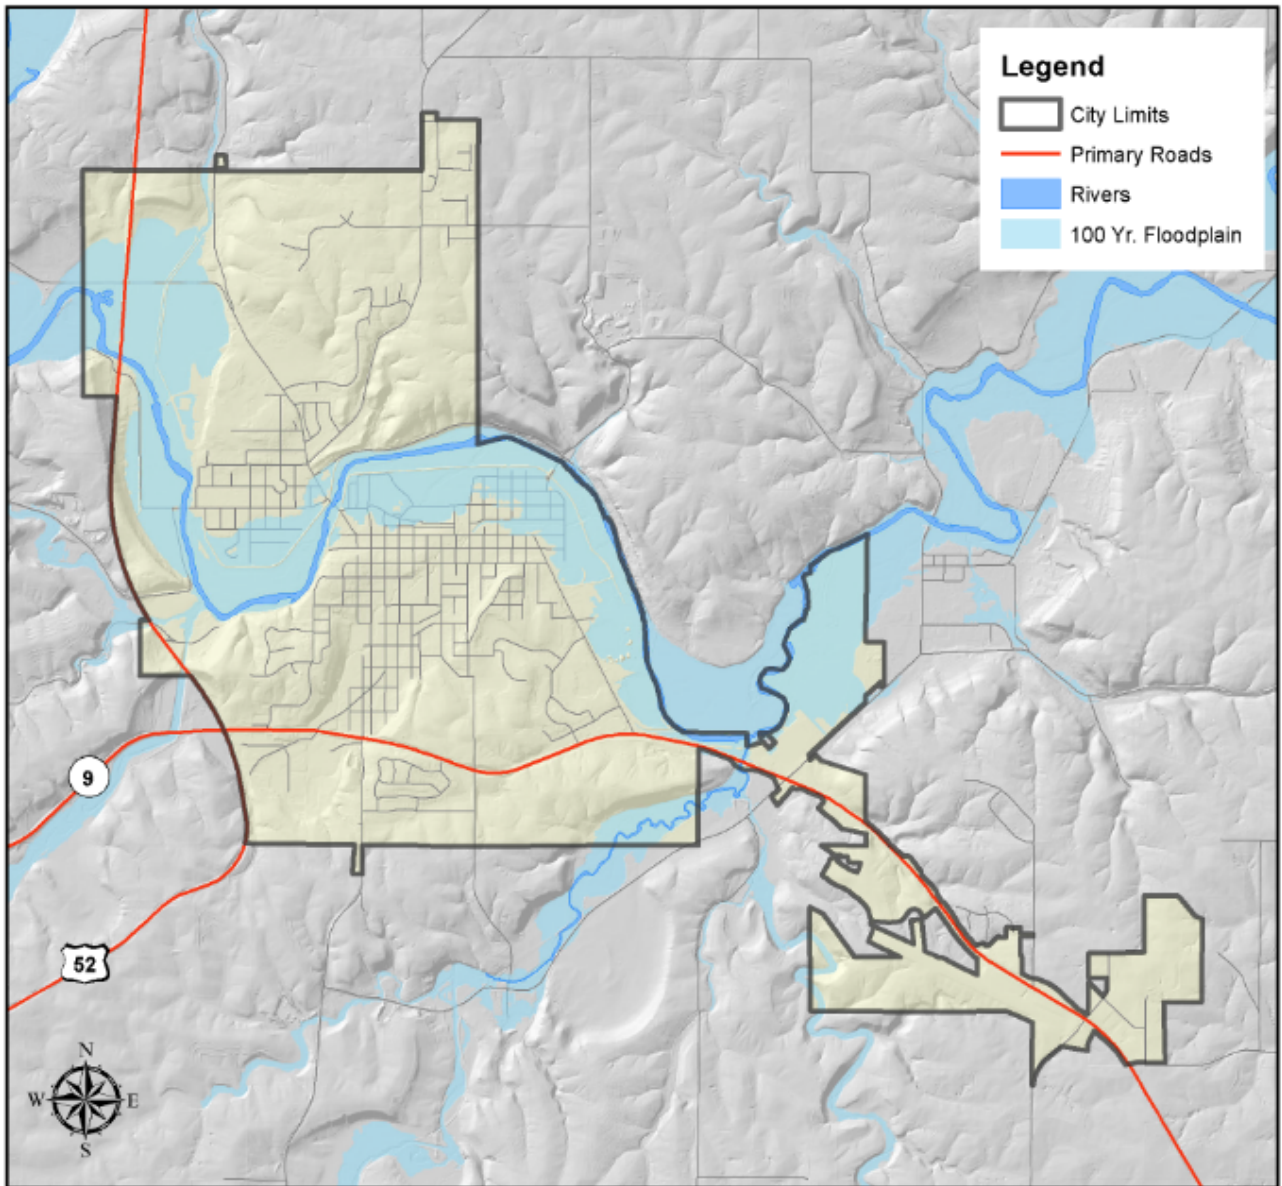 Legend
City Limits
Primary Roads
Rivers
100 Yr. Floodplain
9
52
N
W E
S